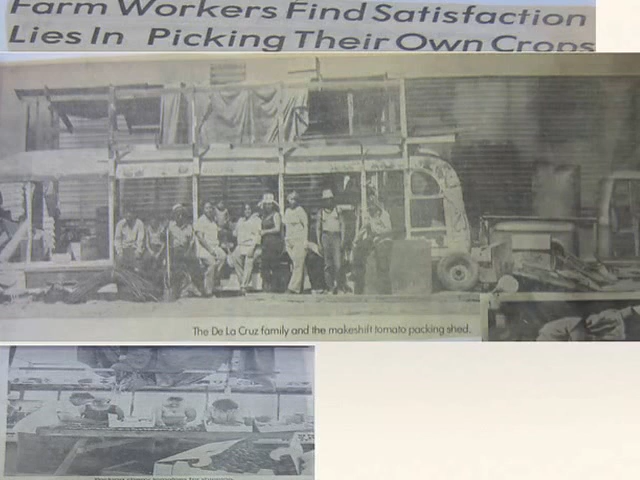 Farm Workers Find Satisfaction
Lies In Picking Their Own Crops
The De La Cruz family and the makeshift tomato packing shed.